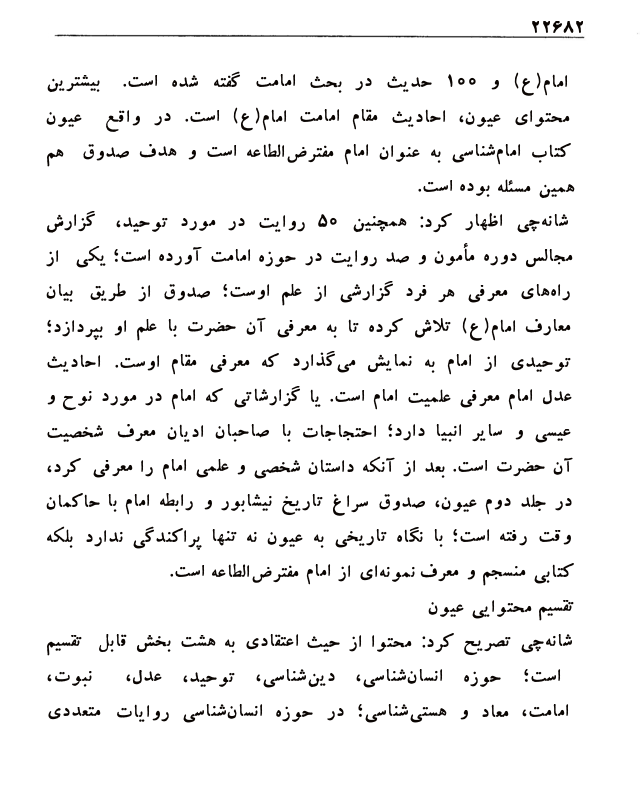 ۲۲۶۸۲
امام(ع) و ۱۰۰ حدیث در بحث امامت گفته شده است. بیشترین
محتوای عیون، احادیث مقام امامت امام(ع) است. در واقع عیون
کتاب امام‌شناسی به عنوان امام مفترض‌الطاعه است و هدف صدوق هم
همین مسئله بوده است.
شانه‌چی اظهار کرد: همچنین ۵۰ روایت در مورد توحید، گزارش
مجالس دوره مأمون و صد روایت در حوزه امامت آورده است؛ یکی از
راه‌های معرفی هر فرد گزارشی از علم اوست؛ صدوق از طریق بیان
معارف امام(ع) تلاش کرده تا به معرفی آن حضرت با علم او بپردازد؛
توحیدی از امام به نمایش می‌گذارد که معرفی مقام اوست. احادیث
عدل امام معرفی علمیت امام است. یا گزارشاتی که امام در مورد نوح و
عیسی و سایر انبیا دارد؛ احتجاجات با صاحبان ادیان معرف شخصیت
آن حضرت است. بعد از آنکه داستان شخصی و علمی امام را معرفی کرد،
در جلد دوم عیون، صدوق سراغ تاریخ نیشابور و رابطه امام با حاکمان
وقت رفته است؛ با نگاه تاریخی به عیون نه تنها پراکندگی ندارد بلکه
کتابی منسجم و معرف نمونه‌ای از امام مفترض‌الطاعه است.
تقسیم محتوایی عیون
شانه‌چی تصریح کرد: محتوا از حیث اعتقادی به هشت بخش قابل تقسیم
است؛ حوزه انسان‌شناسی، دین‌شناسی، توحید، عدل، نبوت،
امامت، معاد و هستی‌شناسی؛ در حوزه انسان‌شناسی روایات متعددی